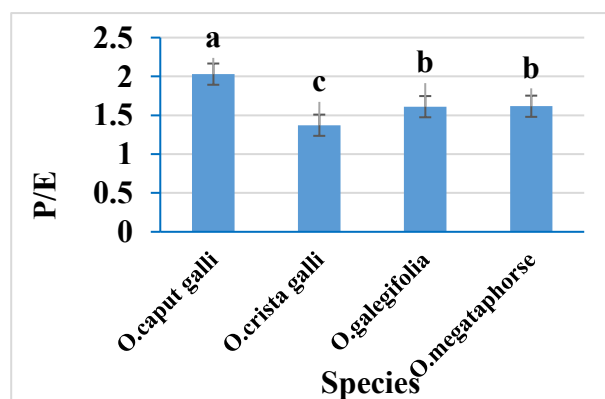 2.5
2
1.5
1
0.5
0
P/E
a
c
b
b
O.caput galli
O.crista galli
O.galegifolia
O.megataphorse
Species